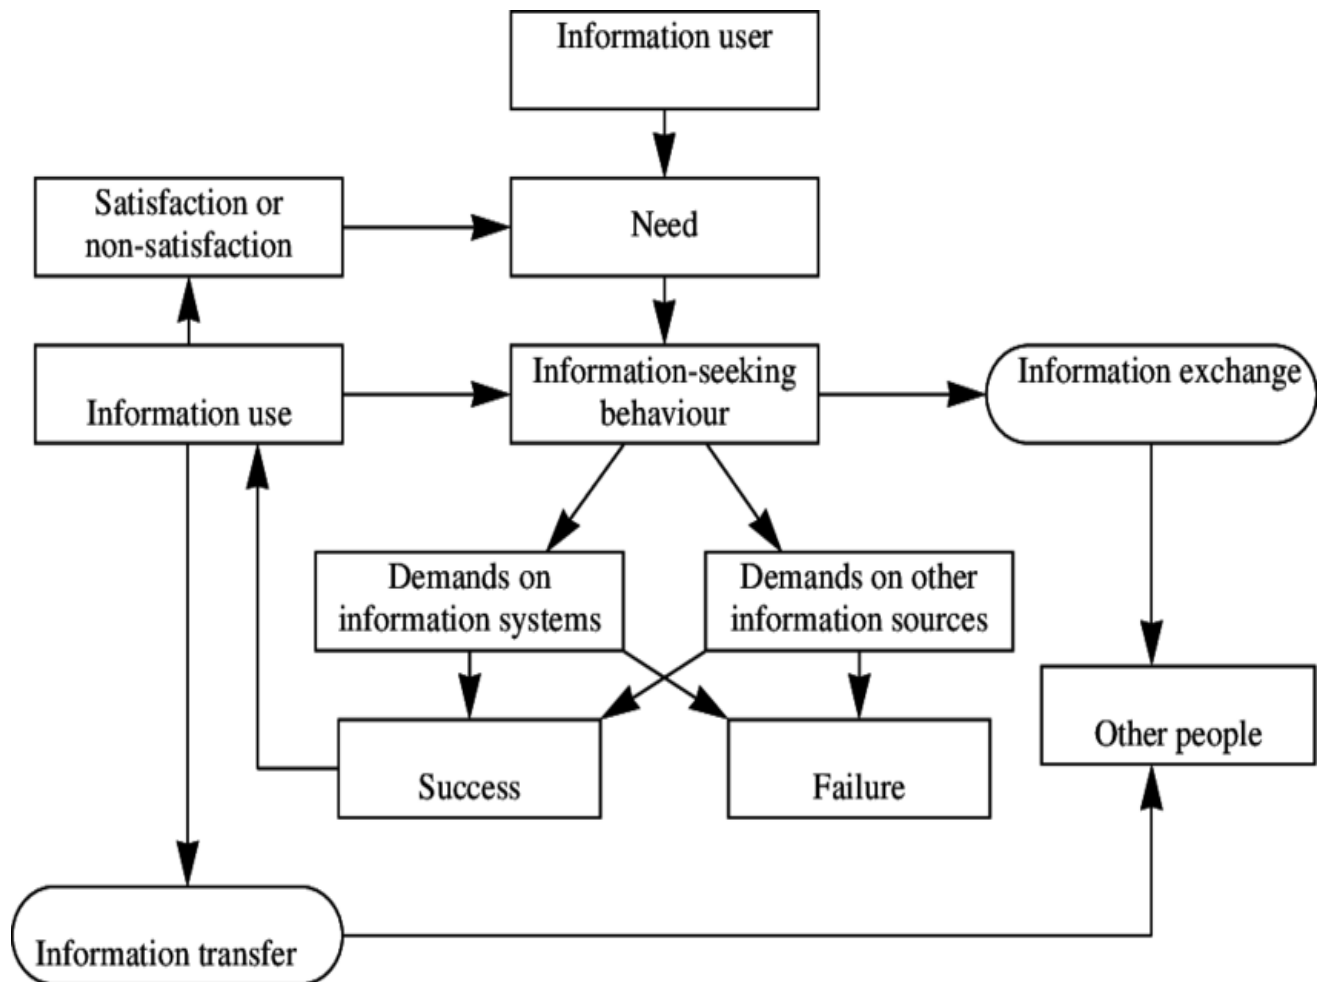 Information user
Satisfaction or
non-satisfaction
Need
Information use
Information-seeking
behaviour
Information exchange
Demands on
information systems
Demands on other
information sources
Success
Failure
Other people
Information transfer